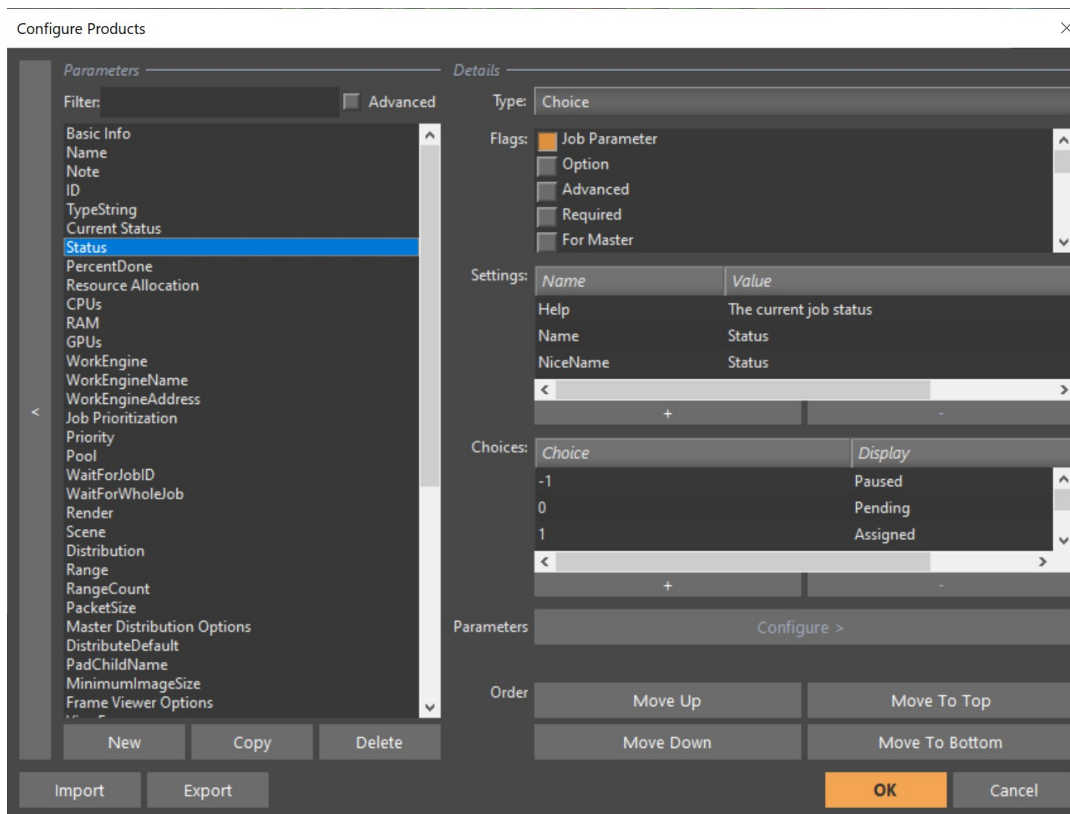 Configure Products
Parameters
Filter:
Advanced
Basic Info
Name
Note
ID
TypeString
Current Status
Status
PercentDone
Resource Allocation
CPUs
RAM
GPUs
WorkEngine
WorkEngineName
WorkEngineAddress
Job Prioritization
Priority
Pool
WaitForJobID
WaitForWholeJob
Render
Scene
Distribution
Range
RangeCount
PacketSize
Master Distribution Options
DistributeDefault
PadChildName
MinimumImageSize
Frame Viewer Options
New Copy Delete
<
Details
Type: Choice
Flags: Job Parameter
Option
Advanced
Required
For Master
Settings: Name Value
Help The current job status
Name Status
NiceName Status
+ -
Choices: Choice Display
-1 Paused
0 Pending
1 Assigned
+ -
Parameters Configure >
Order Move Up Move To Top
Move Down Move To Bottom
Import Export OK Cancel